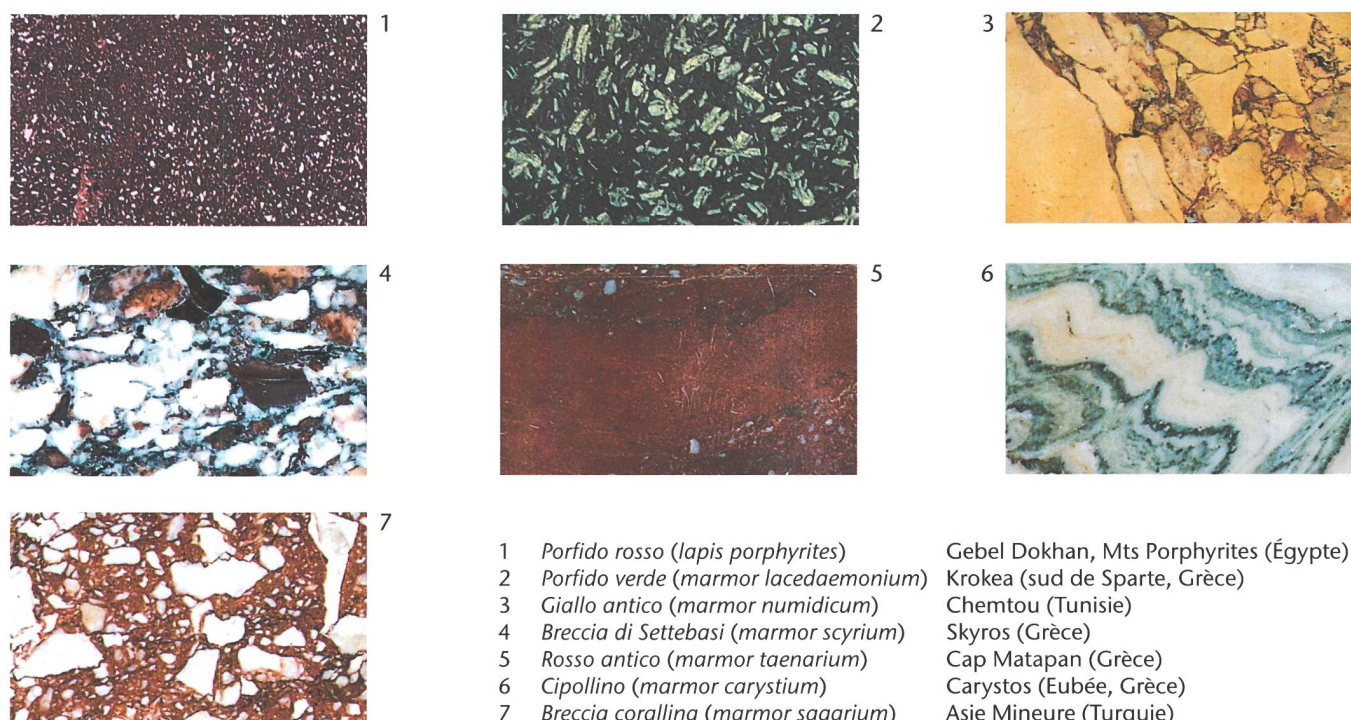 1
2
3
4
5
6
7
1 Porfido rosso (lapis porphyrites) Gebel Dokhan, Mts Porphyrites (Égypte)
2 Porfido verde (marmor lacedaemonium) Krokea (sud de Sparte, Grèce)
3 Giallo antico (marmor numidicum) Chemtou (Tunisie)
4 Breccia di Settebasi (marmor scyrium) Skyros (Grèce)
5 Rosso antico (marmor taenarium) Cap Matapan (Grèce)
6 Cipollino (marmor carystium) Carystos (Eubée, Grèce)
7 Breccia corallina (marmor sagarium) Asie Mineure (Turquie)